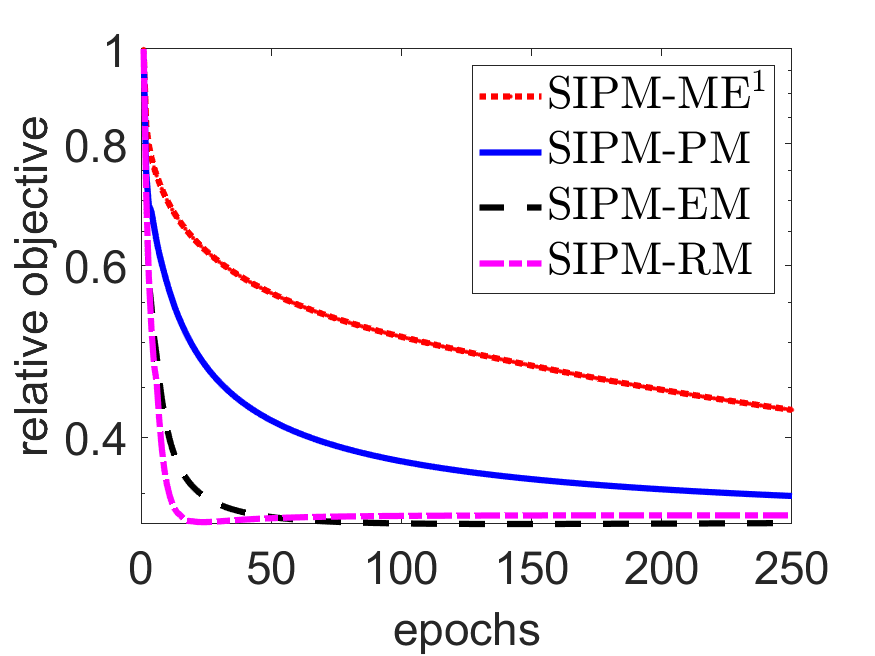 relative objective
1
0.8
0.6
0.4
SIPM-ME¹
SIPM-PM
SIPM-EM
SIPM-RM
0 50 100 150 200 250
epochs